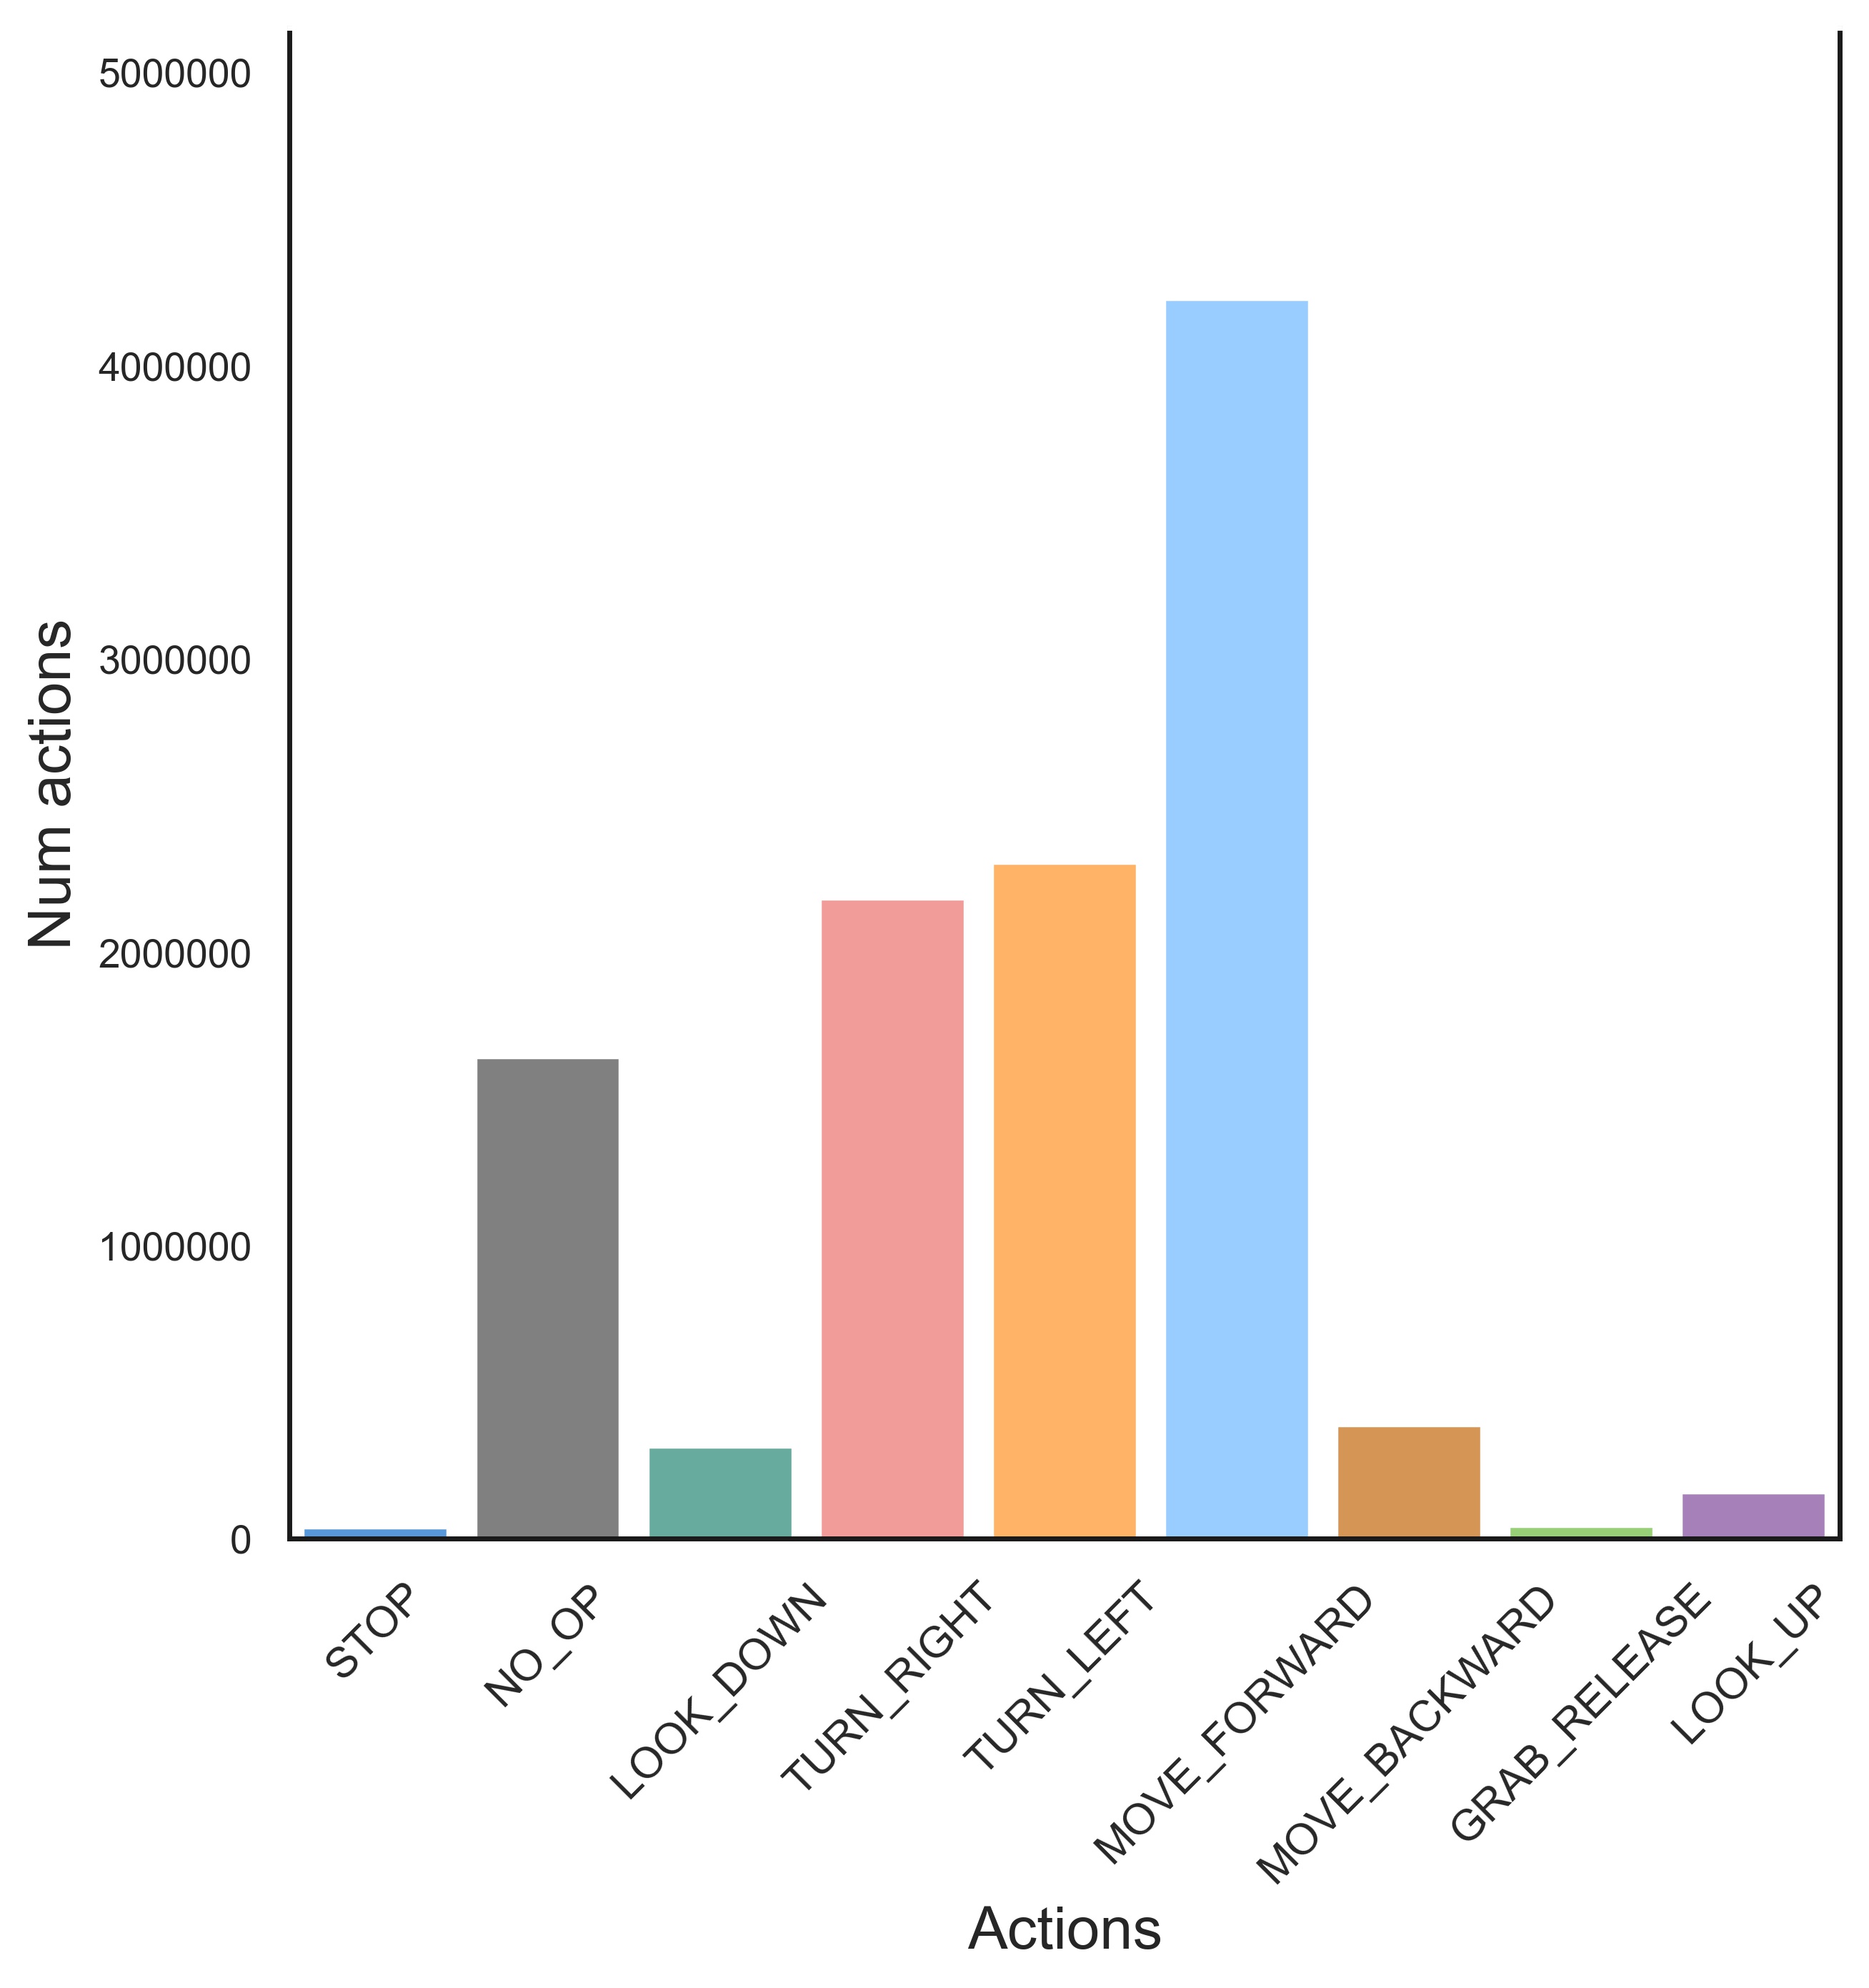 5000000
4000000
3000000
2000000
1000000
0
Num actions
STOP
NO_OP
LOOK_DOWN
TURN_RIGHT
TURN_LEFT
MOVE_FORWARD
MOVE_BACKWARD
GRAB_RELEASE
LOOK_UP
Actions